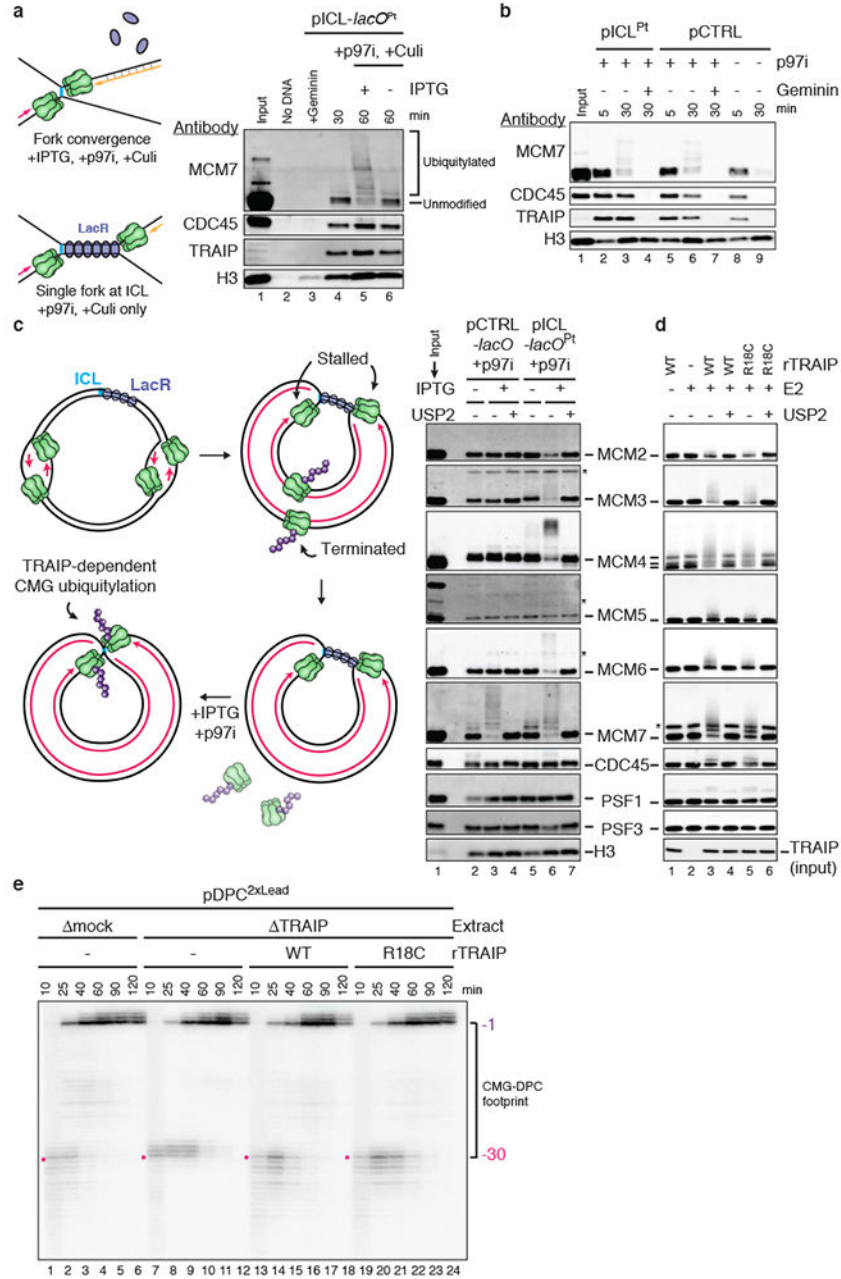 a
pICL-lacOPt
+p97i, +Culi
Input
No DNA
+Geminin
30
+ - IPTG
60 60 min
Antibody
MCM7
Ubiquitylated
Unmodified
CDC45
TRAIP
H3
1 2 3 4 5 6
Fork convergence
+IPTG, +p97i, +Culi
LacR
Single fork at ICL
+p97i, +Culi only
b
pICLPt pCTRL
+ + + + + + - - p97i
- - + - - + - - Geminin
Input 5 30 30 5 30 30 5 30 min
Antibody
MCM7
CDC45
TRAIP
H3
1 2 3 4 5 6 7 8 9
c
ICL
LacR
Stalled
Terminated
TRAIP-dependent
CMG ubiquitylation
+IPTG
+p97i
Input
pCTRL pICL
-lacO -lacOPt
+p97i +p97i
IPTG - + - +
USP2 - - + - - +
MCM2
*
MCM3
MCM4
*
MCM5
*
MCM6
MCM7
CDC45
PSF1
PSF3
H3
1 2 3 4 5 6 7
d
WT - WT WT R18C R18C rTRAIP
- + + + + + E2
- - - + - + USP2
*
TRAIP
(input)
1 2 3 4 5 6
e
pDPC2xLead
Δmock ΔTRAIP Extract
- - WT R18C rTRAIP
10 25 40 60 90 120 10 25 40 60 90 120 10 25 40 60 90 120 10 25 40 60 90 120 min
-1
CMG-DPC
footprint
-30
1 2 3 4 5 6 7 8 9 10 11 12 13 14 15 16 17 18 19 20 21 22 23 24